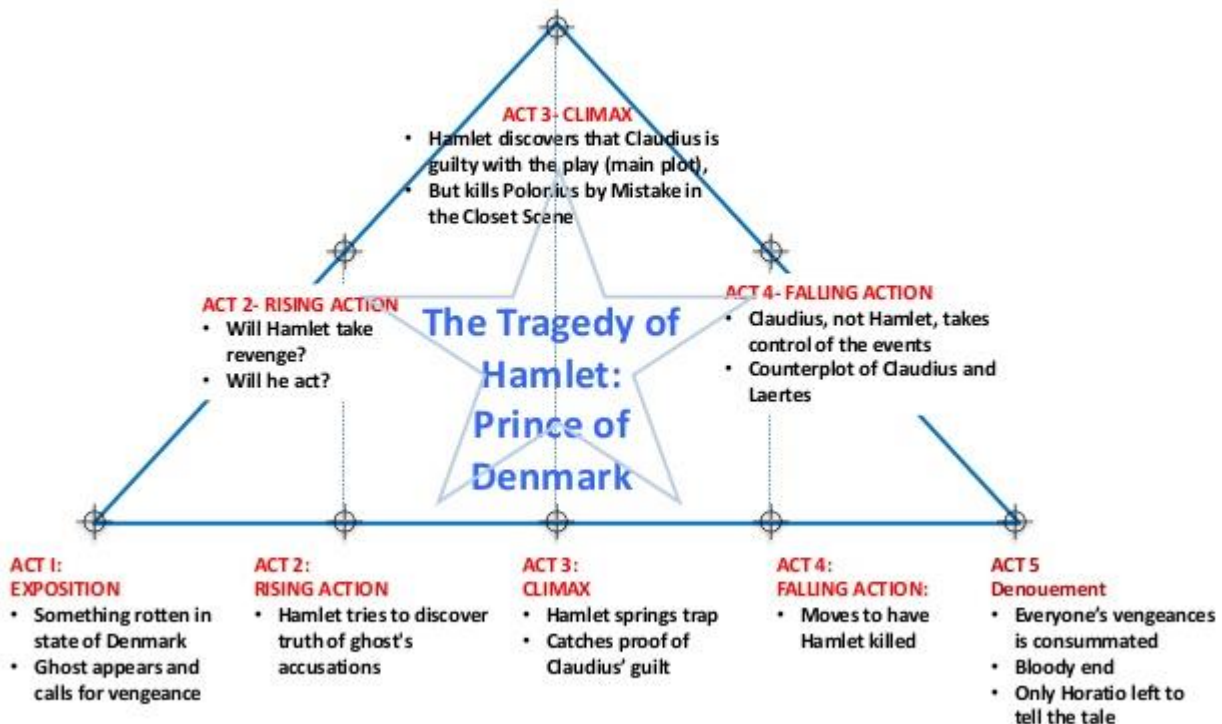 ACT 3- CLIMAX
• Hamlet discovers that Claudius is
guilty with the play (main plot),
• But kills Polonius by Mistake in
the Closet Scene
ACT 2- RISING ACTION
• Will Hamlet take
revenge?
• Will he act?
The Tragedy of
Hamlet:
Prince of
Denmark
ACT 4- FALLING ACTION
• Claudius, not Hamlet, takes
control of the events
• Counterplot of Claudius and
Laertes
ACT I:
EXPOSITION
• Something rotten in
state of Denmark
• Ghost appears and
calls for vengeance
ACT 2:
RISING ACTION
• Hamlet tries to discover
truth of ghost's
accusations
ACT 3:
CLIMAX
• Hamlet springs trap
• Catches proof of
Claudius’ guilt
ACT 4:
FALLING ACTION:
• Moves to have
Hamlet killed
ACT 5
Denouement
• Everyone’s vengeances
is consummated
• Bloody end
• Only Horatio left to
tell the tale